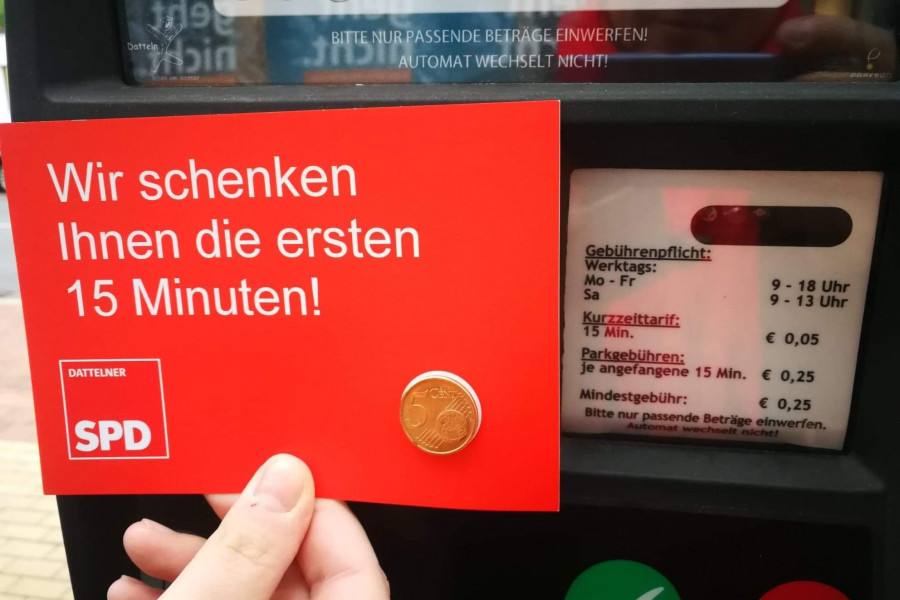 Datteln
BITTE NUR PASSENDE BETRÄGE EINWERFEN!
AUTOMAT WECHSELT NICHT!
Wir schenken
Ihnen die ersten
15 Minuten!
DATTELNER
SPD
5 CENT
Gebührenpflicht:
Werktags:
Mo - Fr 9 - 18 Uhr
Sa 9 - 13 Uhr
Kurzzeittarif:
15 Min. € 0,05
Parkgebühren:
je angefangene 15 Min. € 0,25
Mindestgebühr: € 0,25
Bitte nur passende Beträge einwerfen.
Automat wechselt nicht!